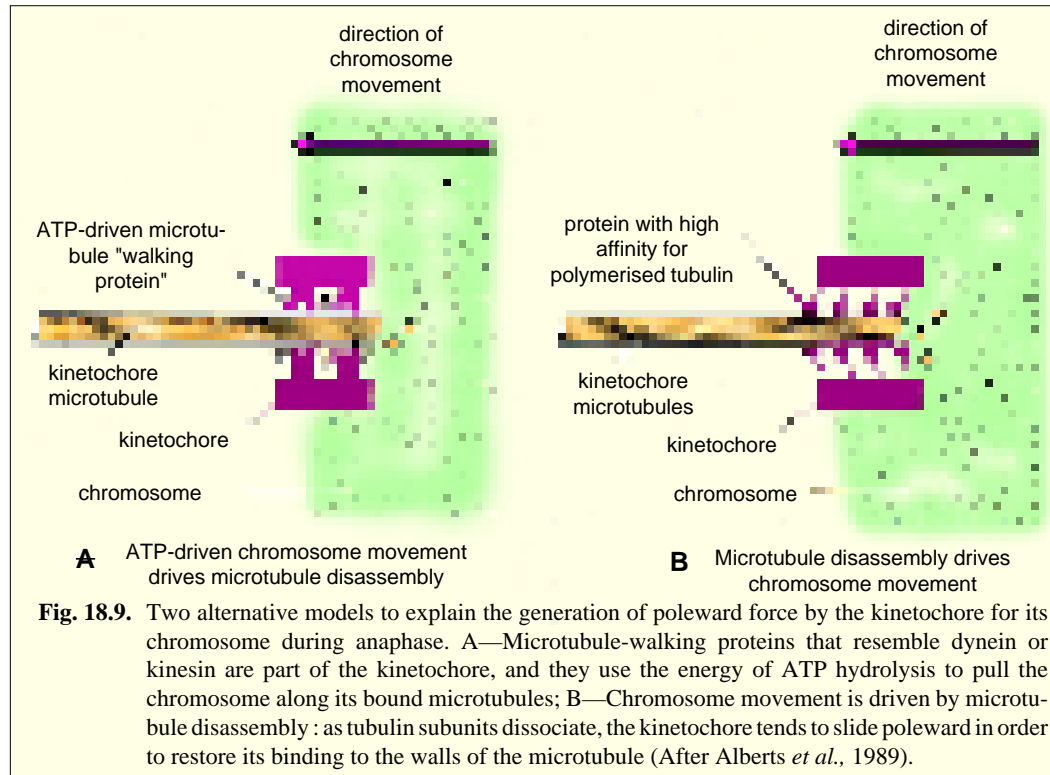 direction of
chromosome
movement
ATP-driven microtu-
bule "walking
protein"
kinetochore
microtubule
kinetochore
chromosome
A ATP-driven chromosome movement
drives microtubule disassembly
direction of
chromosome
movement
protein with high
affinity for
polymerised tubulin
kinetochore
microtubules
kinetochore
chromosome
B Microtubule disassembly drives
chromosome movement
Fig. 18.9. Two alternative models to explain the generation of poleward force by the kinetochore for its
chromosome during anaphase. A—Microtubule-walking proteins that resemble dynein or
kinesin are part of the kinetochore, and they use the energy of ATP hydrolysis to pull the
chromosome along its bound microtubules; B—Chromosome movement is driven by microtu-
bule disassembly : as tubulin subunits dissociate, the kinetochore tends to slide poleward in order
to restore its binding to the walls of the microtubule (After Alberts et al., 1989).